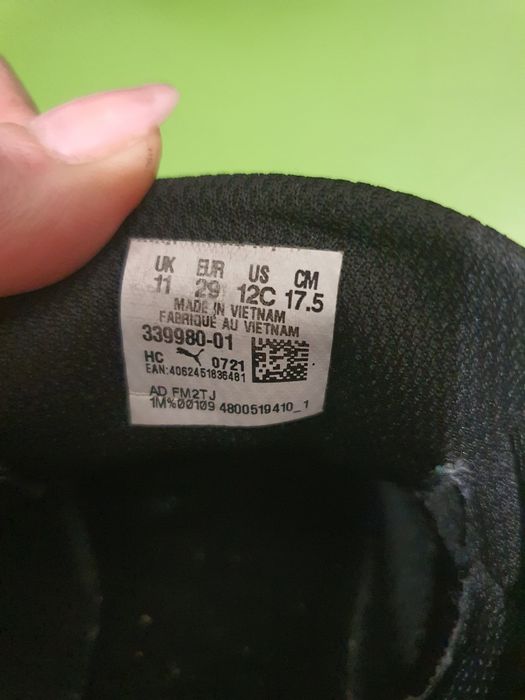 UK EUR US CM
11 29 12C 17.5
MADE IN VIETNAM
FABRIQUÉ AU VIETNAM
339980-01
HC 0721
EAN:4062451836481
AD FM2TJ
1M%00109 4800519410_1